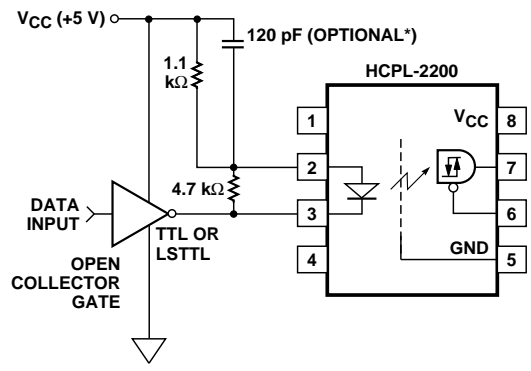 VCC (+5 V)
120 pF (OPTIONAL*)
1.1
kΩ
HCPL-2200
1
VCC
8
2
7
4.7 kΩ
DATA
INPUT
3
6
TTL OR
LSTTL
OPEN
COLLECTOR
GATE
4
GND
5